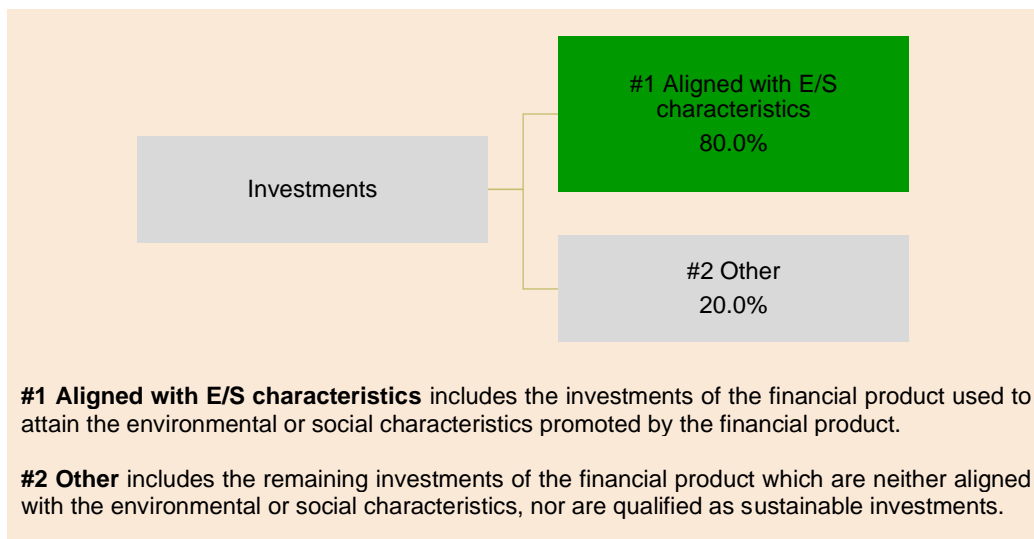 #1 Aligned with E/S
characteristics
80.0%
Investments
#2 Other
20.0%
#1 Aligned with E/S characteristics includes the investments of the financial product used to
attain the environmental or social characteristics promoted by the financial product.
#2 Other includes the remaining investments of the financial product which are neither aligned
with the environmental or social characteristics, nor are qualified as sustainable investments.